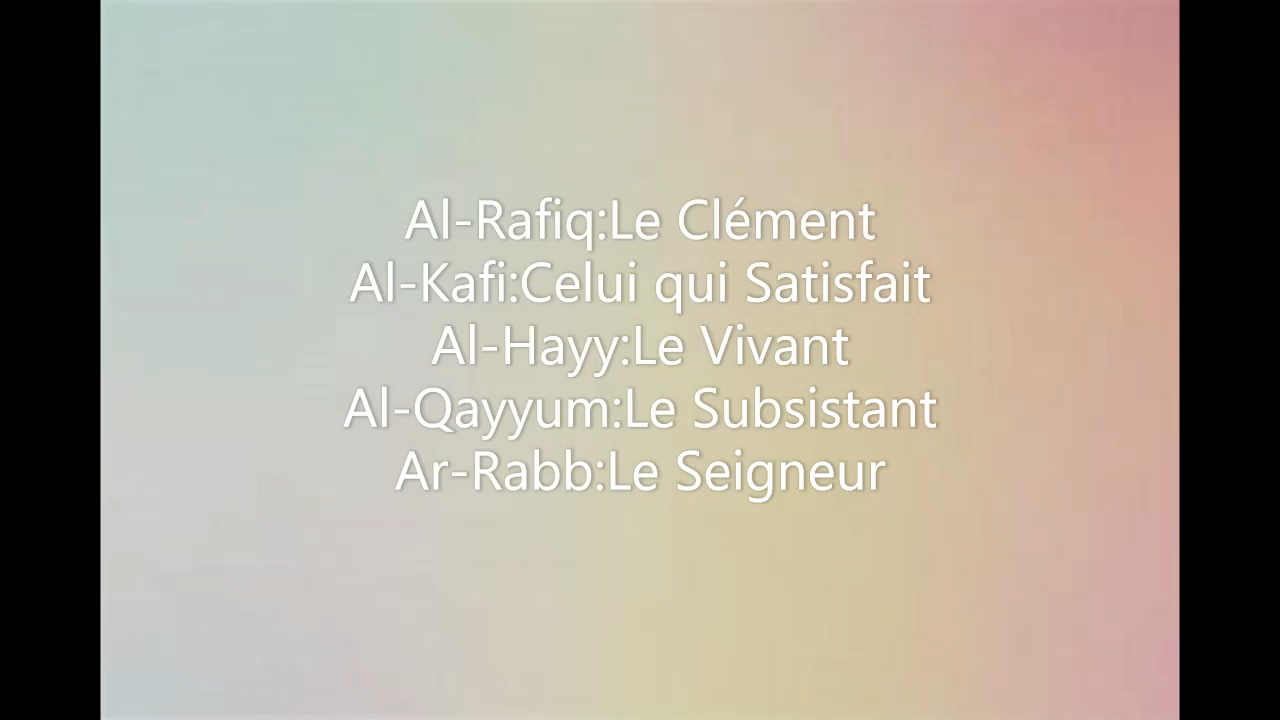 Al-Rafiq:Le Clément
Al-Kafi:Celui qui Satisfait
Al-Hayy:Le Vivant
Al-Qayyum:Le Subsistant
Ar-Rabb:Le Seigneur